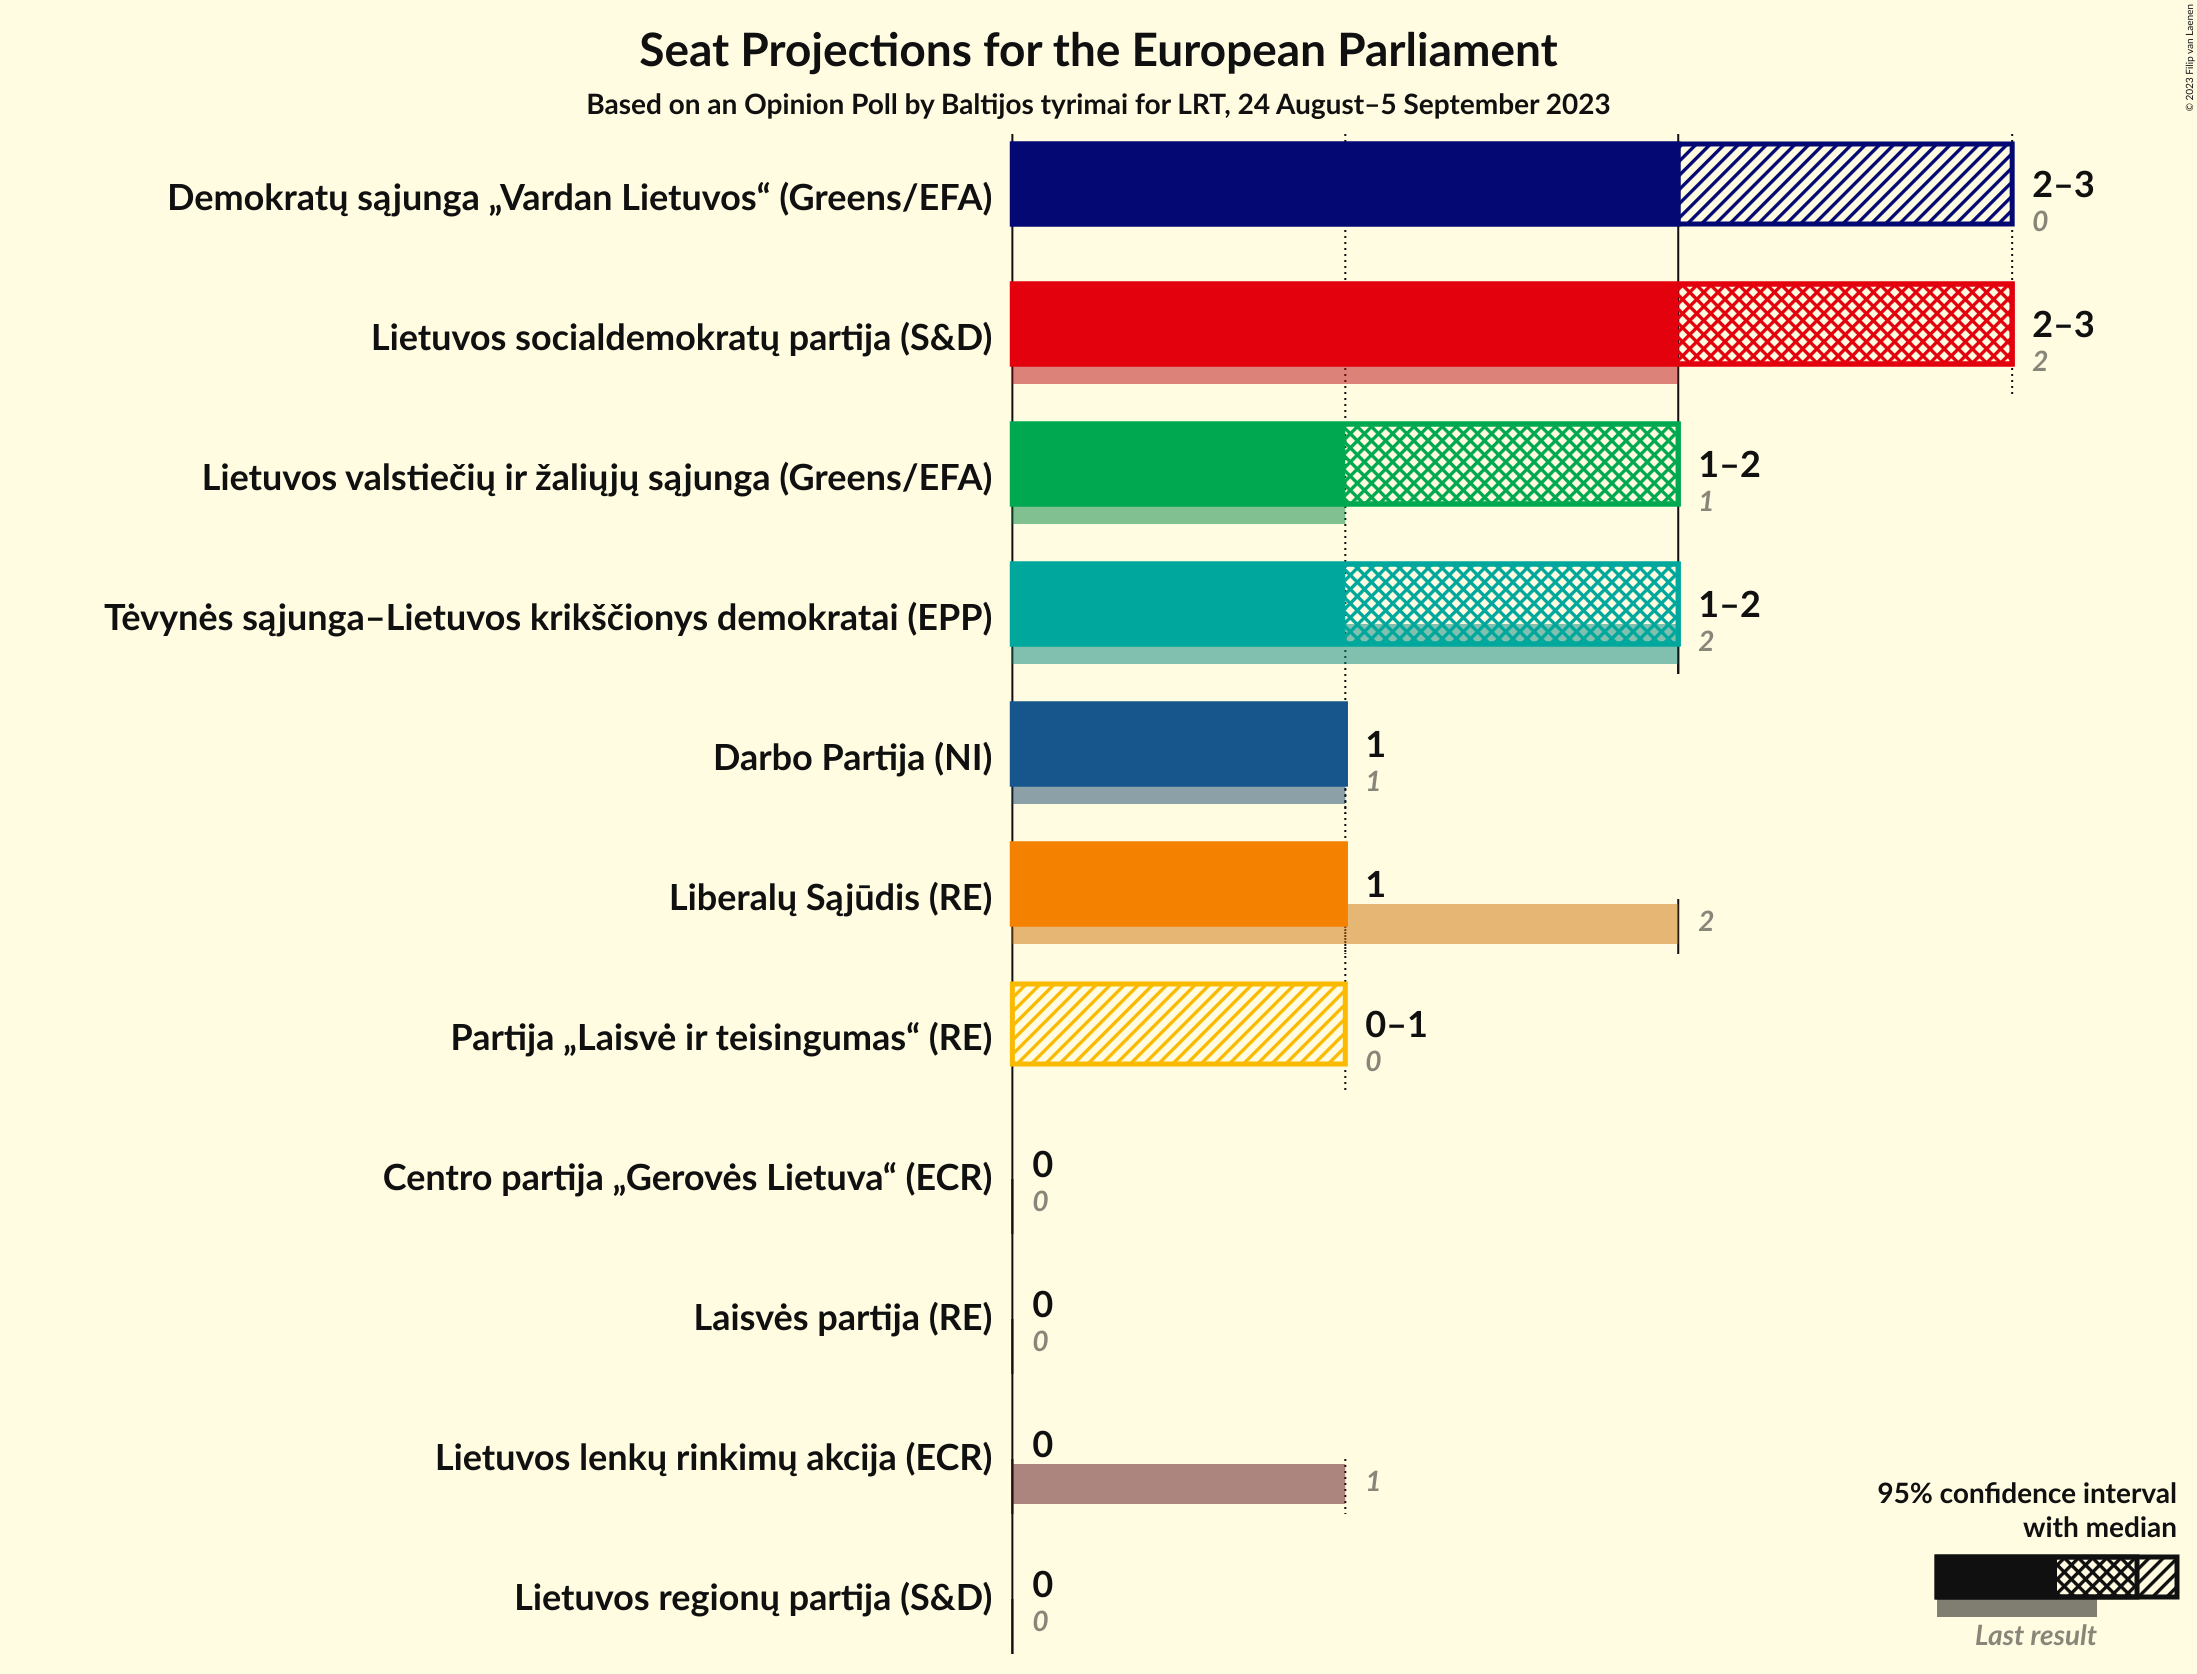 Seat Projections for the European Parliament
Based on an Opinion Poll by Baltijos tyrimai for LRT, 24 August–5 September 2023
© 2023 Filip van Laenen
Demokratų sąjunga „Vardan Lietuvos“ (Greens/EFA)
2–3
0
Lietuvos socialdemokratų partija (S&D)
2–3
2
Lietuvos valstiečių ir žaliųjų sąjunga (Greens/EFA)
1–2
1
Tėvynės sąjunga–Lietuvos krikščionys demokratai (EPP)
1–2
2
Darbo Partija (NI)
1
1
Liberalų Sąjūdis (RE)
1
2
Partija „Laisvė ir teisingumas“ (RE)
0–1
0
Centro partija „Gerovės Lietuva“ (ECR)
0
0
Laisvės partija (RE)
0
0
Lietuvos lenkų rinkimų akcija (ECR)
0
1
Lietuvos regionų partija (S&D)
0
0
95% confidence interval
with median
Last result